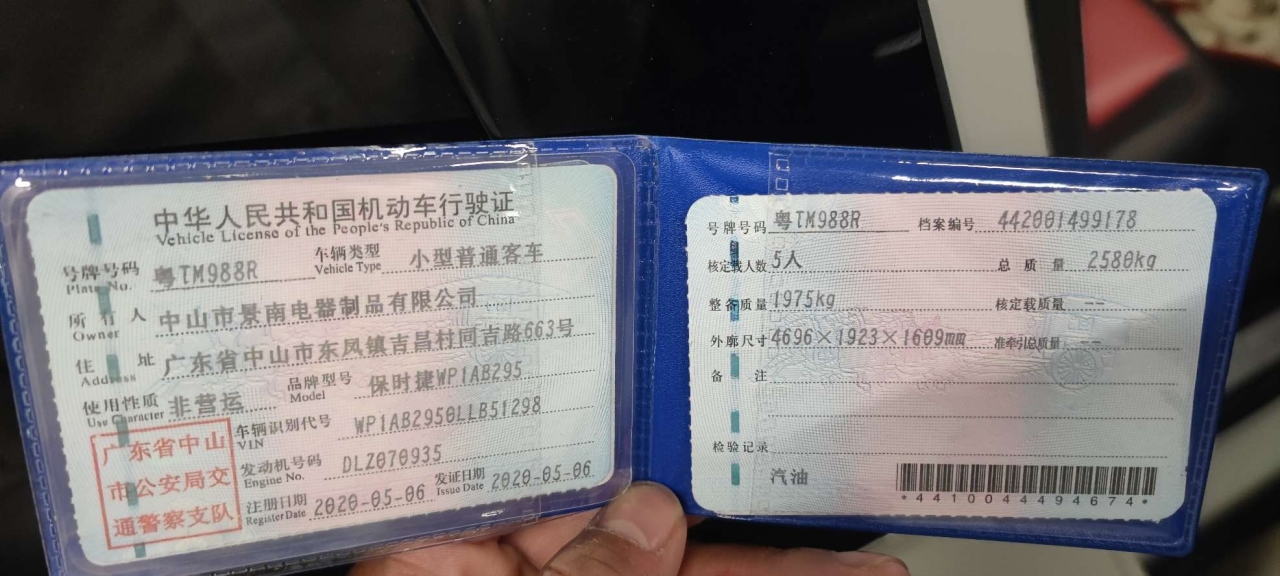 中华人民共和国机动车行驶证
Vehicle License of the People's Republic of China
号牌号码 粤TM988R 车辆类型 小型普通客车
Plate No. Vehicle Type
所有人 中山市景南电器制品有限公司
Owner
住址 广东省中山市东凤镇吉昌村同吉路663号
Address
使用性质 非营运 品牌型号 保时捷WP1AB295
Use Character Model
车辆识别代号 WP1AB2950LLB51298
VIN
发动机号码 DLZ070935
Engine No.
注册日期 2020-05-06 发证日期 2020-05-06
Register Date Issue Date
广东省中山
市公安局交
通警察支队
号牌号码 粤TM988R 档案编号 442001499178
核定载人数 5人 总质量 2580kg
整备质量 1975kg 核定载质量 --
外廓尺寸 4696×1923×1609mm 准牵引总质量 --
备注
检验记录
汽油
*4410044494674*